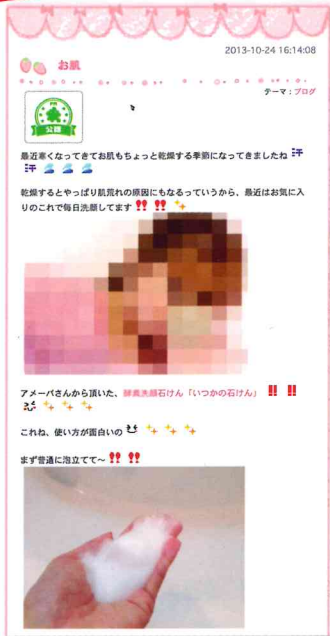 2013-10-24 16:14:08
お肌
テーマ：ブログ
PR
公認
最近寒くなってきてお肌もちょっと乾燥する季節になってきましたね
乾燥するとやっぱり肌荒れの原因にもなるっていうから、最近はお気に入
りのこれで毎日洗顔してます
アメーバさんから頂いた、酵素洗顔石けん「いつかの石けん」
これね、使い方が面白いの
まず普通に泡立てて〜